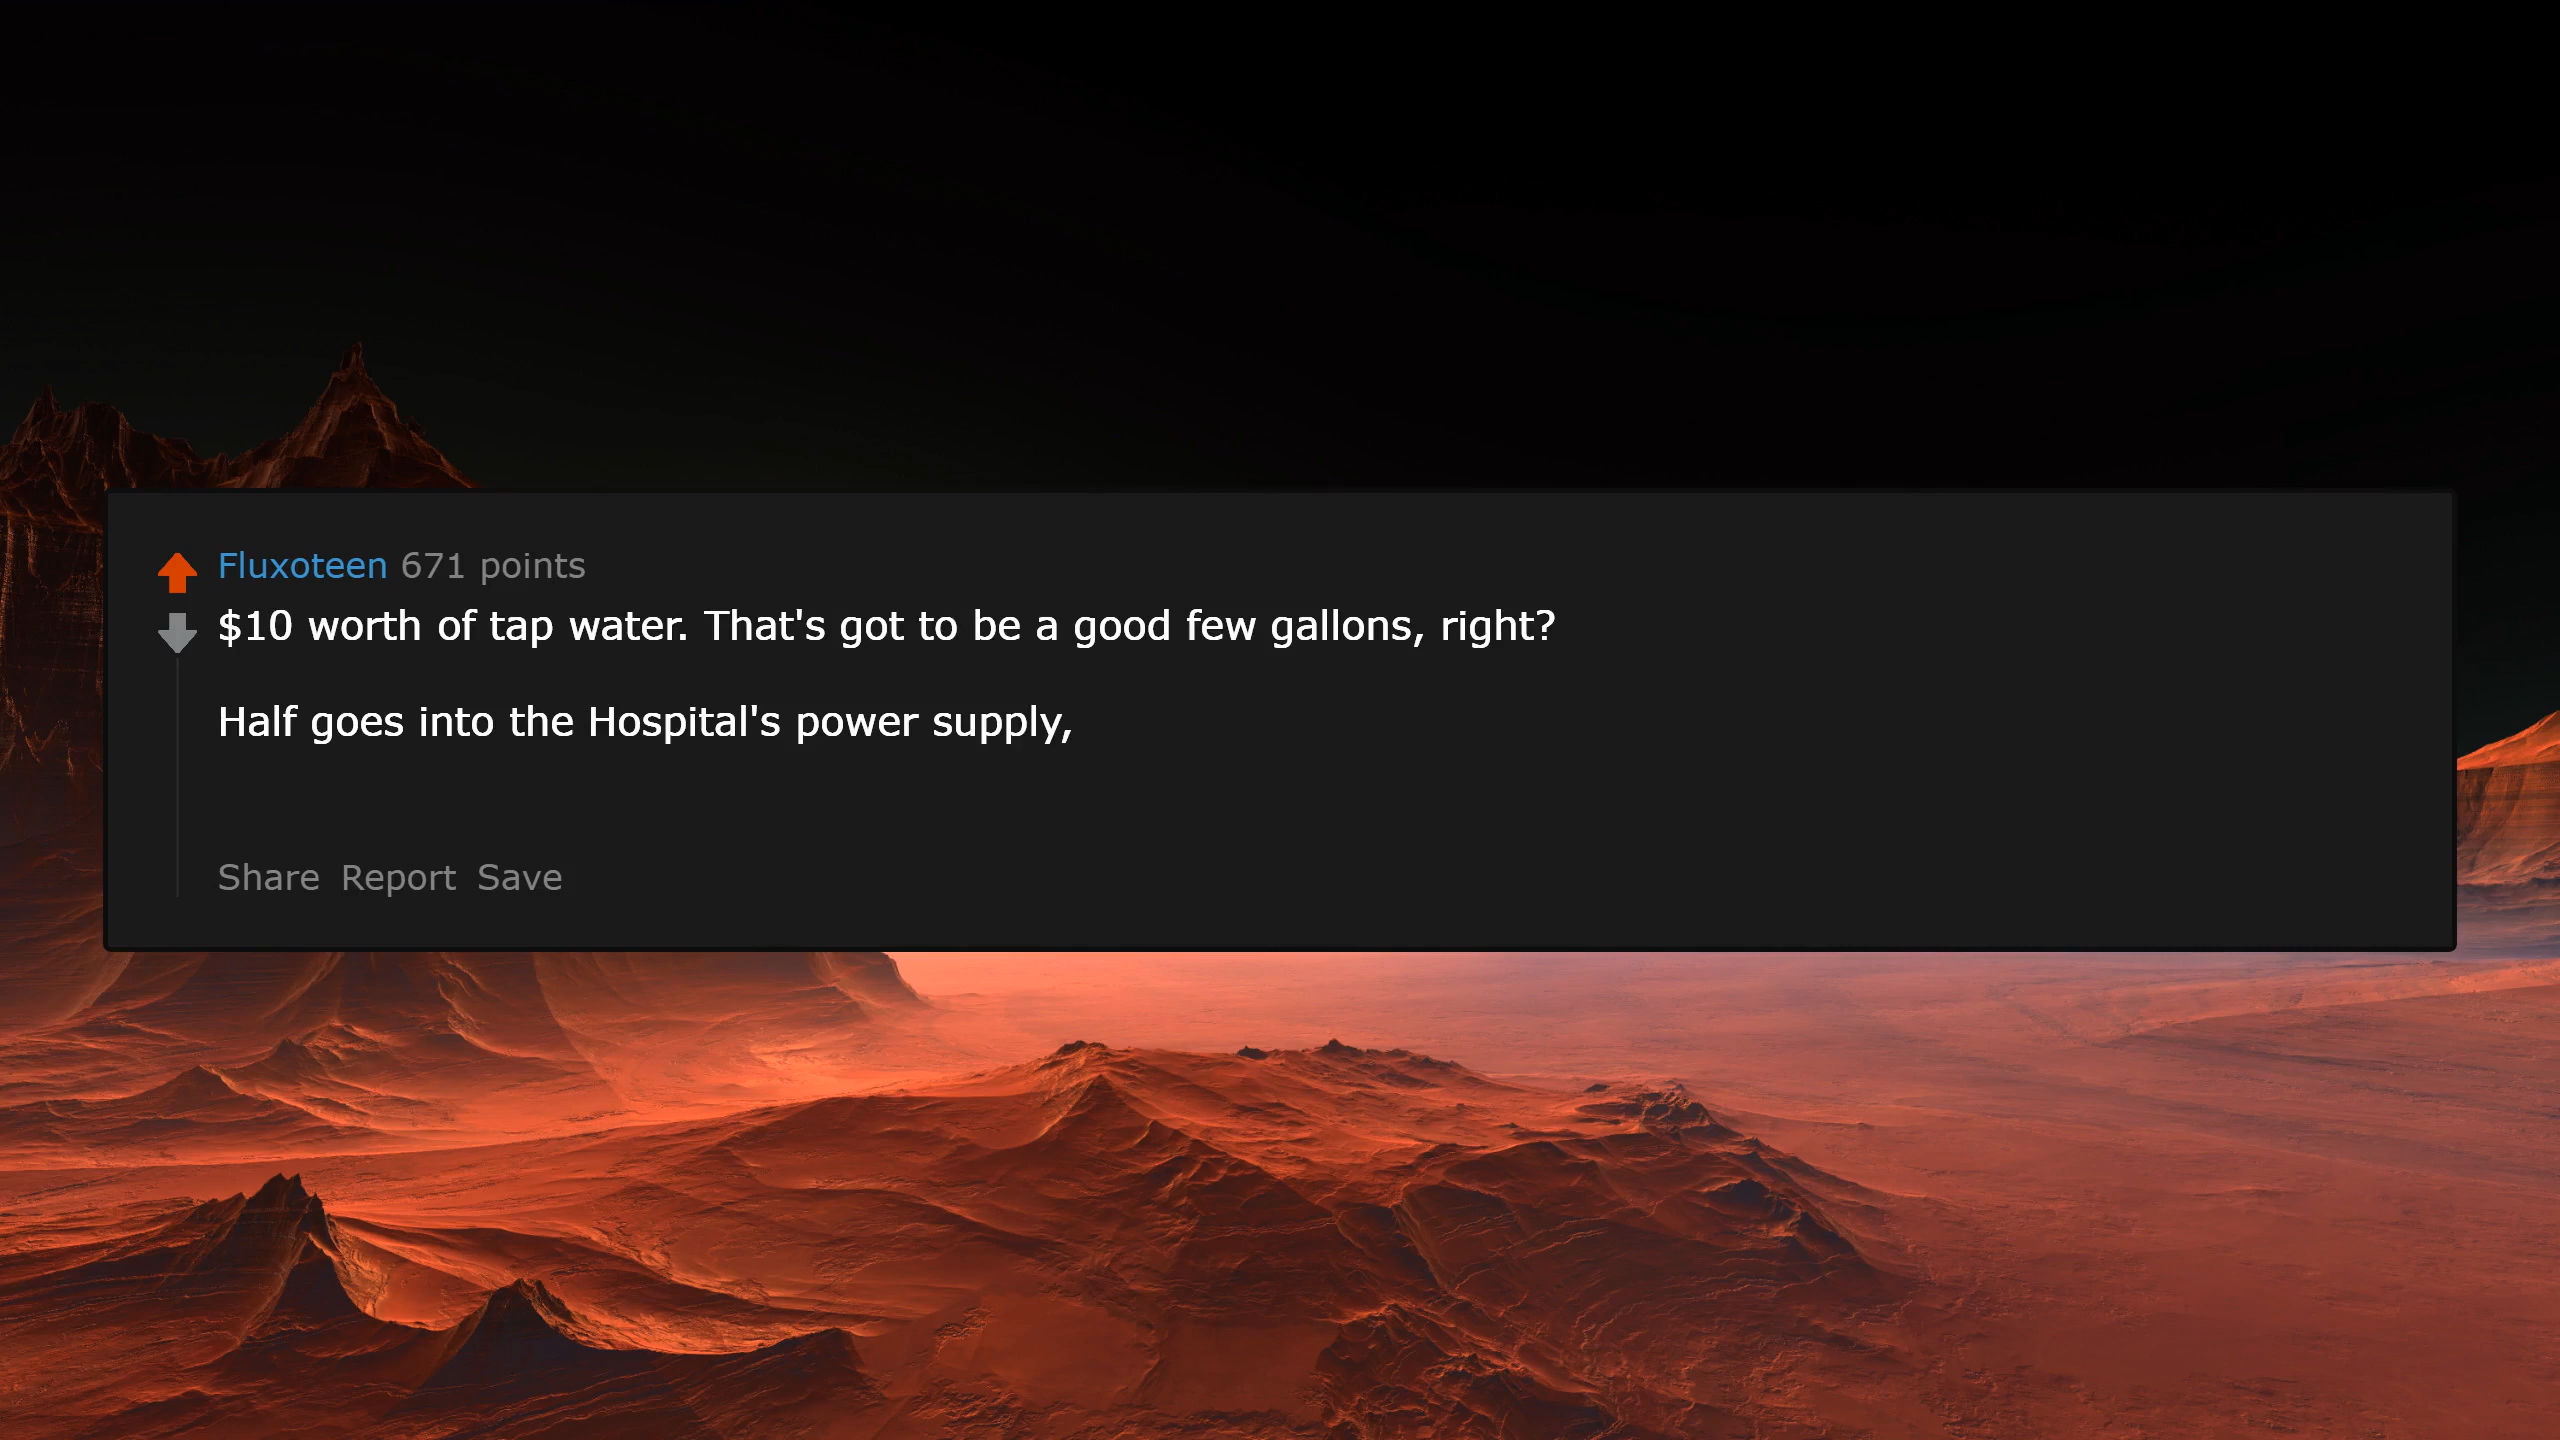 Fluxoteen 671 points
$10 worth of tap water. That's got to be a good few gallons, right?
Half goes into the Hospital's power supply,
Share Report Save